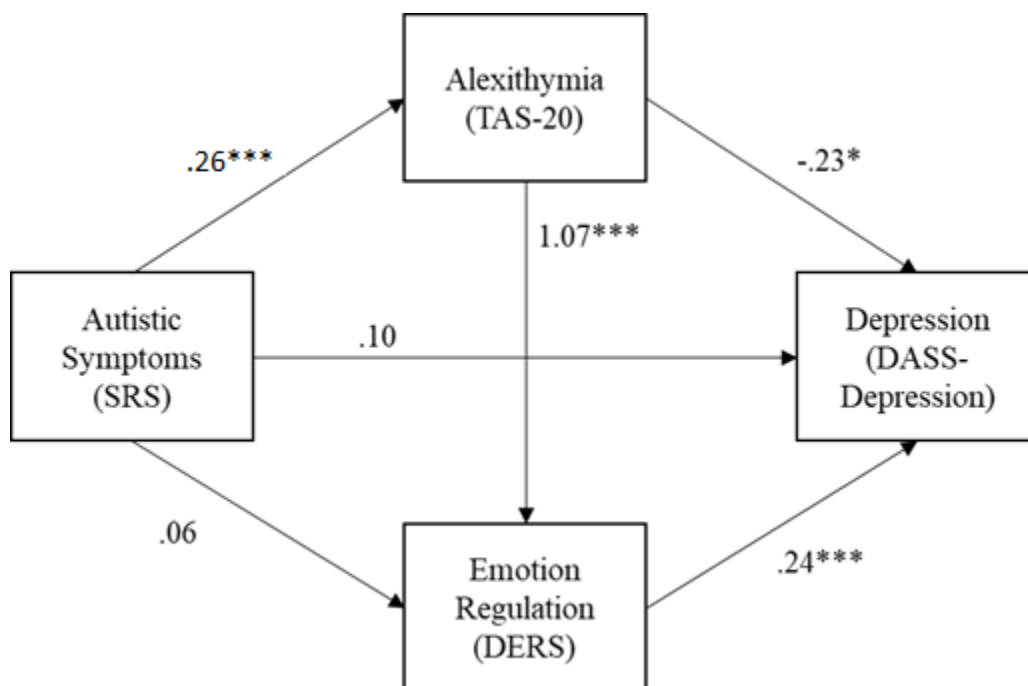 Alexithymia
(TAS-20)
.26***
-.23*
1.07***
Autistic
Symptoms
(SRS)
.10
Depression
(DASS-
Depression)
.06
Emotion
Regulation
(DERS)
.24***